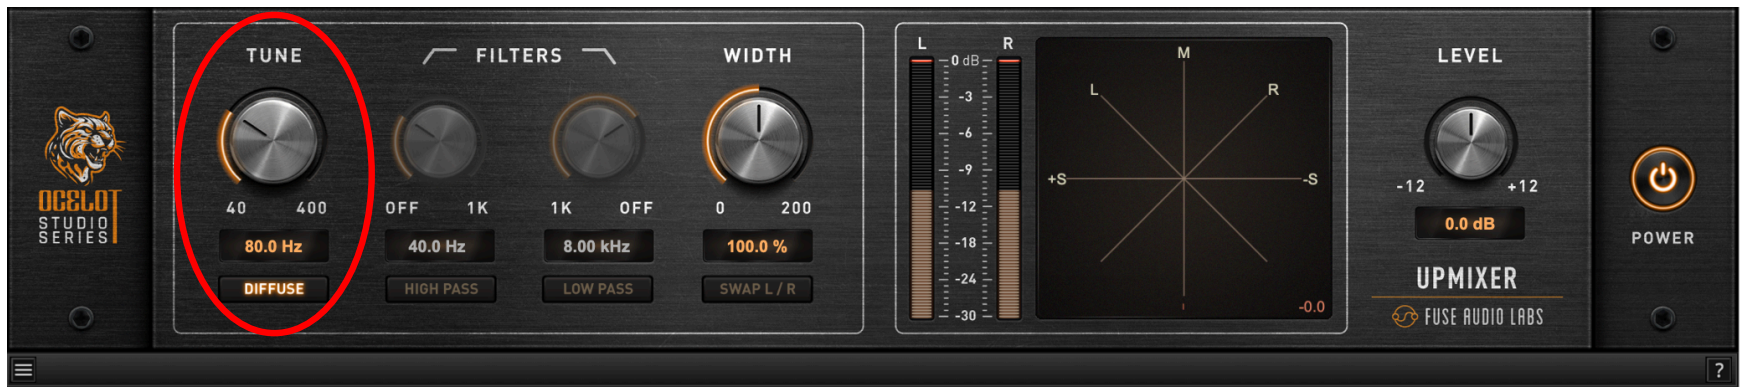 TUNE
40 400
80.0 Hz
DIFFUSE
FILTERS
OFF 1K
40.0 Hz
HIGH PASS
1K OFF
8.00 kHz
LOW PASS
WIDTH
0 200
100.0 %
SWAP L / R
L R
0 dB
-3
-6
-9
-12
-18
-24
-30
M
L R
+S -S
-0.0
LEVEL
-12 +12
0.0 dB
UPMIXER
FUSE AUDIO LABS
POWER
OCELOT
STUDIO
SERIES
?